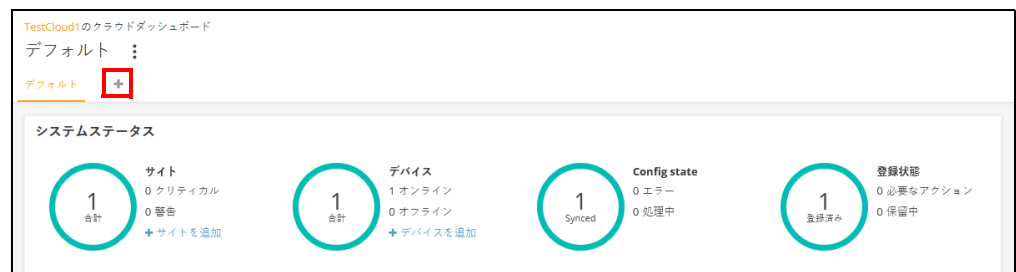 TestCloud1のクラウドダッシュボード
デフォルト
デフォルト +
システムステータス
1
合計
サイト
0 クリティカル
0 警告
+ サイトを追加
1
合計
デバイス
1 オンライン
0 オフライン
+ デバイスを追加
1
Synced
Config state
0 エラー
0 処理中
1
登録済み
登録状態
0 必要なアクション
0 保留中